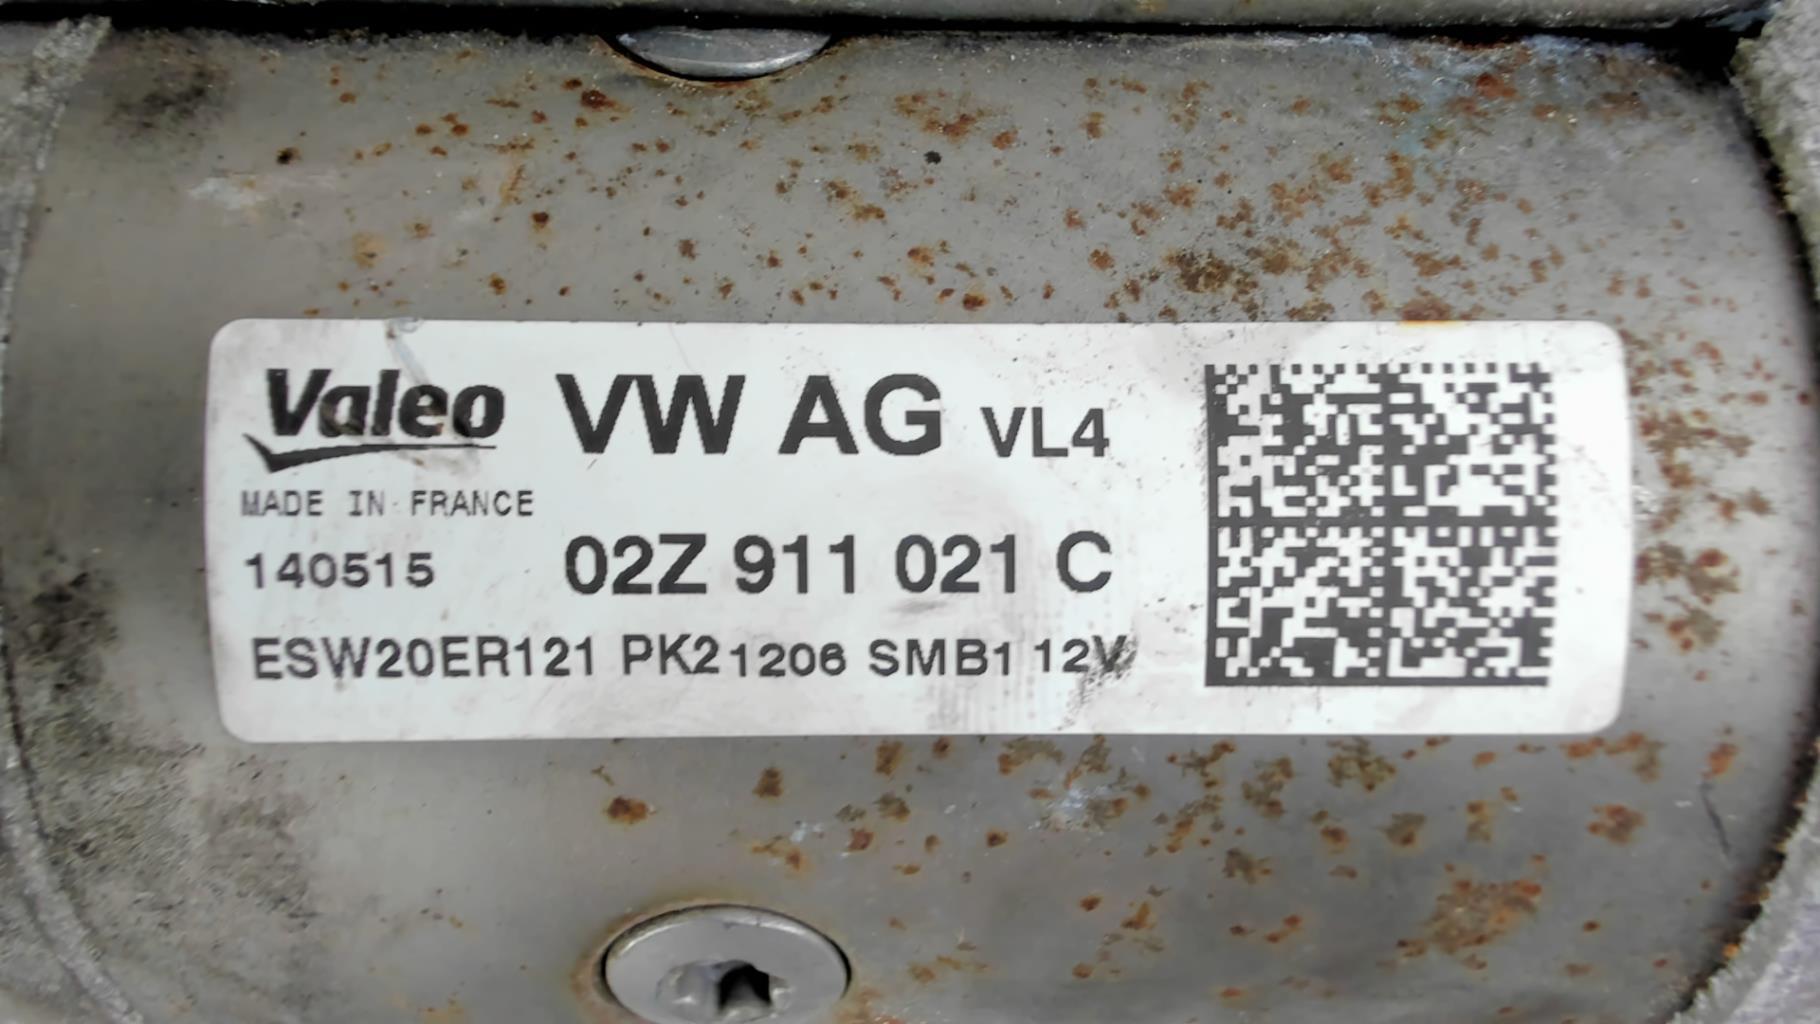 Valeo VW AG VL4
MADE IN FRANCE
140515 02Z 911 021 C
ESW20ER121 PK21206 SMB1 12V